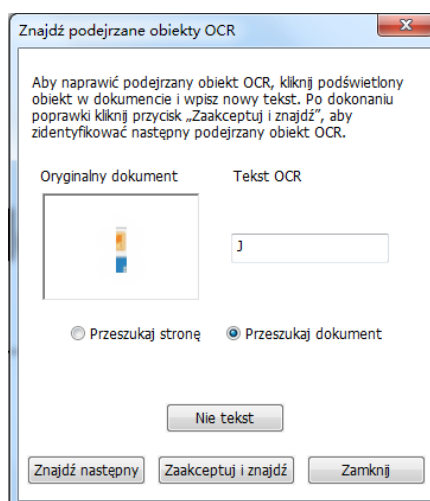 Znajdź podejrzane obiekty OCR
Aby naprawić podejrzany obiekt OCR, kliknij podświetlony
obiekt w dokumencie i wpisz nowy tekst. Po dokonaniu
poprawki kliknij przycisk „Zaakceptuj i znajdź”, aby
zidentyfikować następny podejrzany obiekt OCR.
Oryginalny dokument Tekst OCR
J
Przeszukaj stronę Przeszukaj dokument
Nie tekst
Znajdź następny Zaakceptuj i znajdź Zamknij